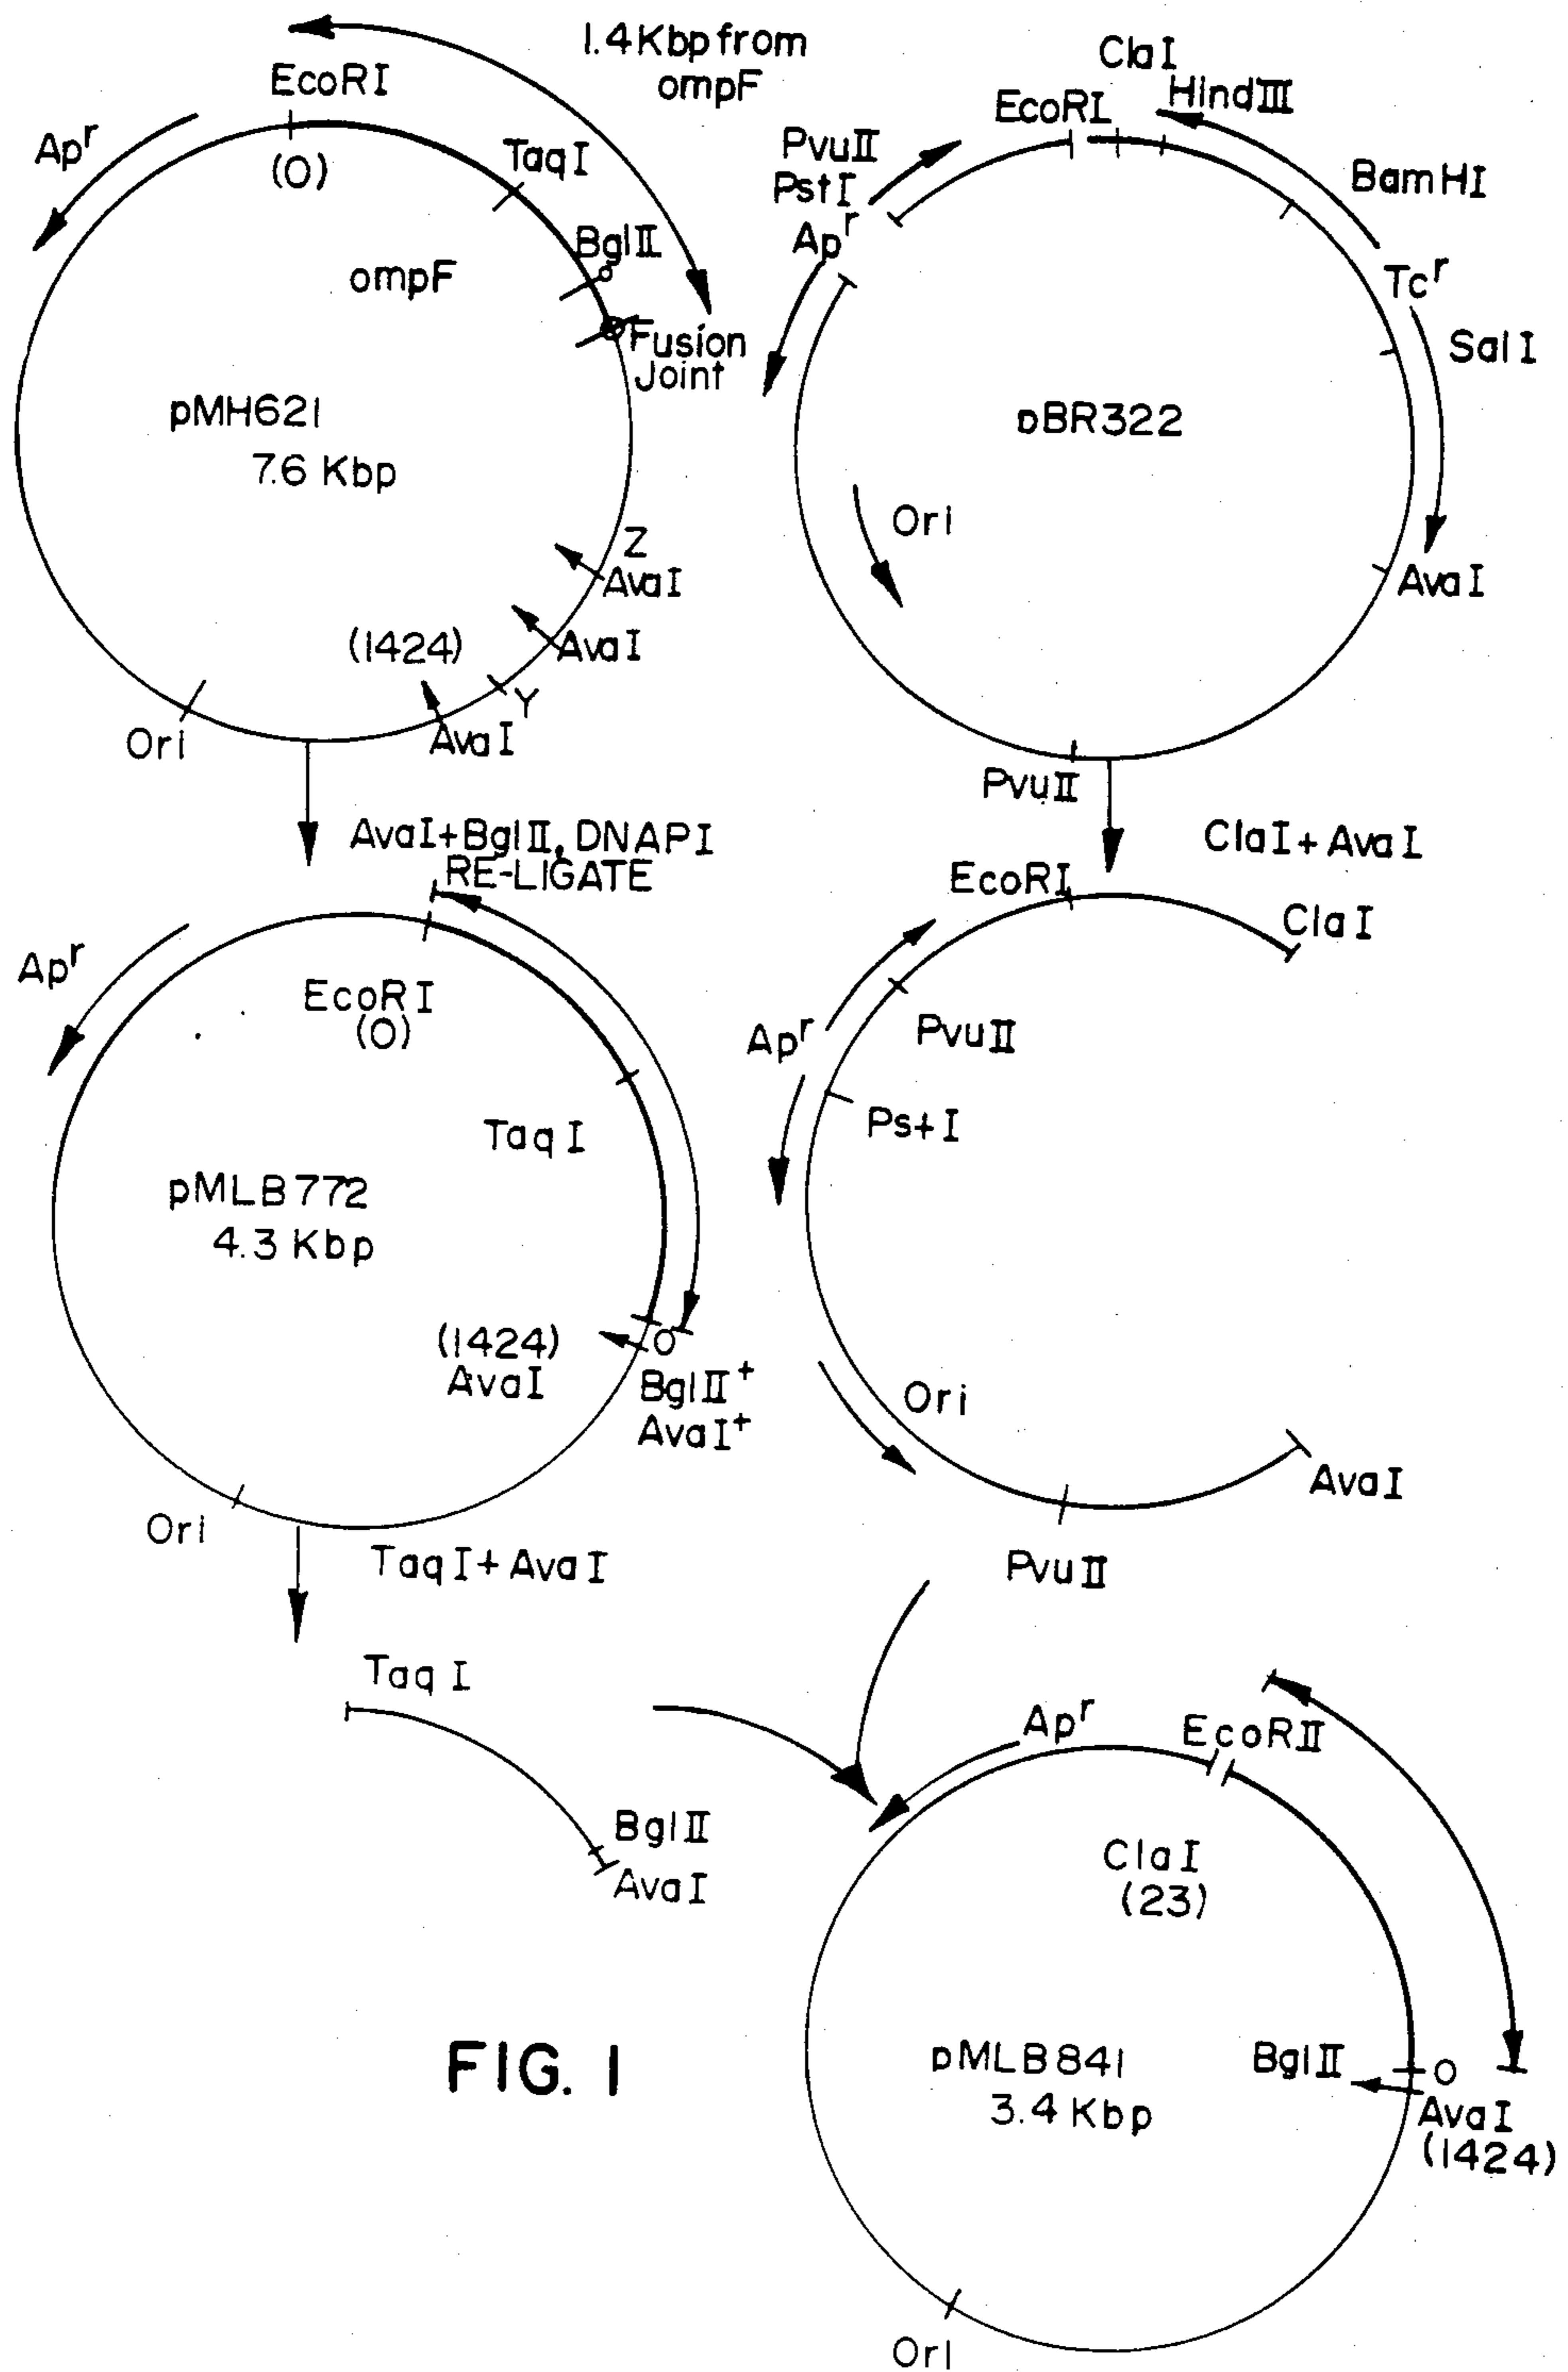 1.4 Kbp from
ompF
EcoRI
(O)
Apr
TaqI
BglII
ompF
Fusion
Joint
pMH621
7.6 Kbp
Z
AvaI
AvaI
(1424)
Y
AvaI
Ori
ClaI
HindIII
EcoRI
PvuII
PstI
Apr
BamHI
Tcr
SalI
pBR322
Ori
AvaI
PvuII
AvaI+BglII, DNAPI
RE-LIGATE
ClaI+AvaI
Apr
EcoRI
(O)
TaqI
pMLB772
4.3 Kbp
(1424)
AvaI
O
BglII+
AvaI+
Ori
TaqI+AvaI
EcoRI
ClaI
Apr
PvuII
PstI
Ori
AvaI
PvuII
TaqI
BglII
AvaI
Apr
EcoRII
ClaI
(23)
pMLB841
3.4 Kbp
BglII
O
AvaI
(1424)
Ori
FIG. 1